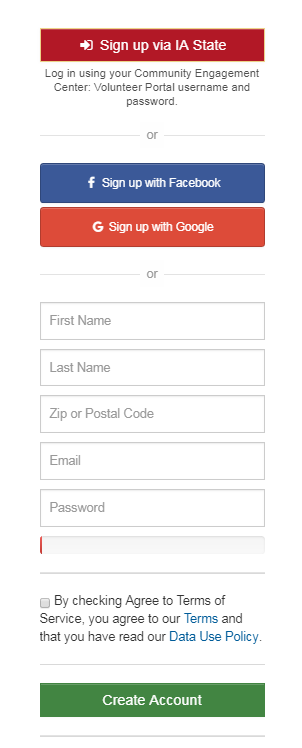 Sign up via IA State
Log in using your Community Engagement
Center: Volunteer Portal username and
password.
or
Sign up with Facebook
Sign up with Google
or
First Name
Last Name
Zip or Postal Code
Email
Password
By checking Agree to Terms of
Service, you agree to our Terms and
that you have read our Data Use Policy.
Create Account